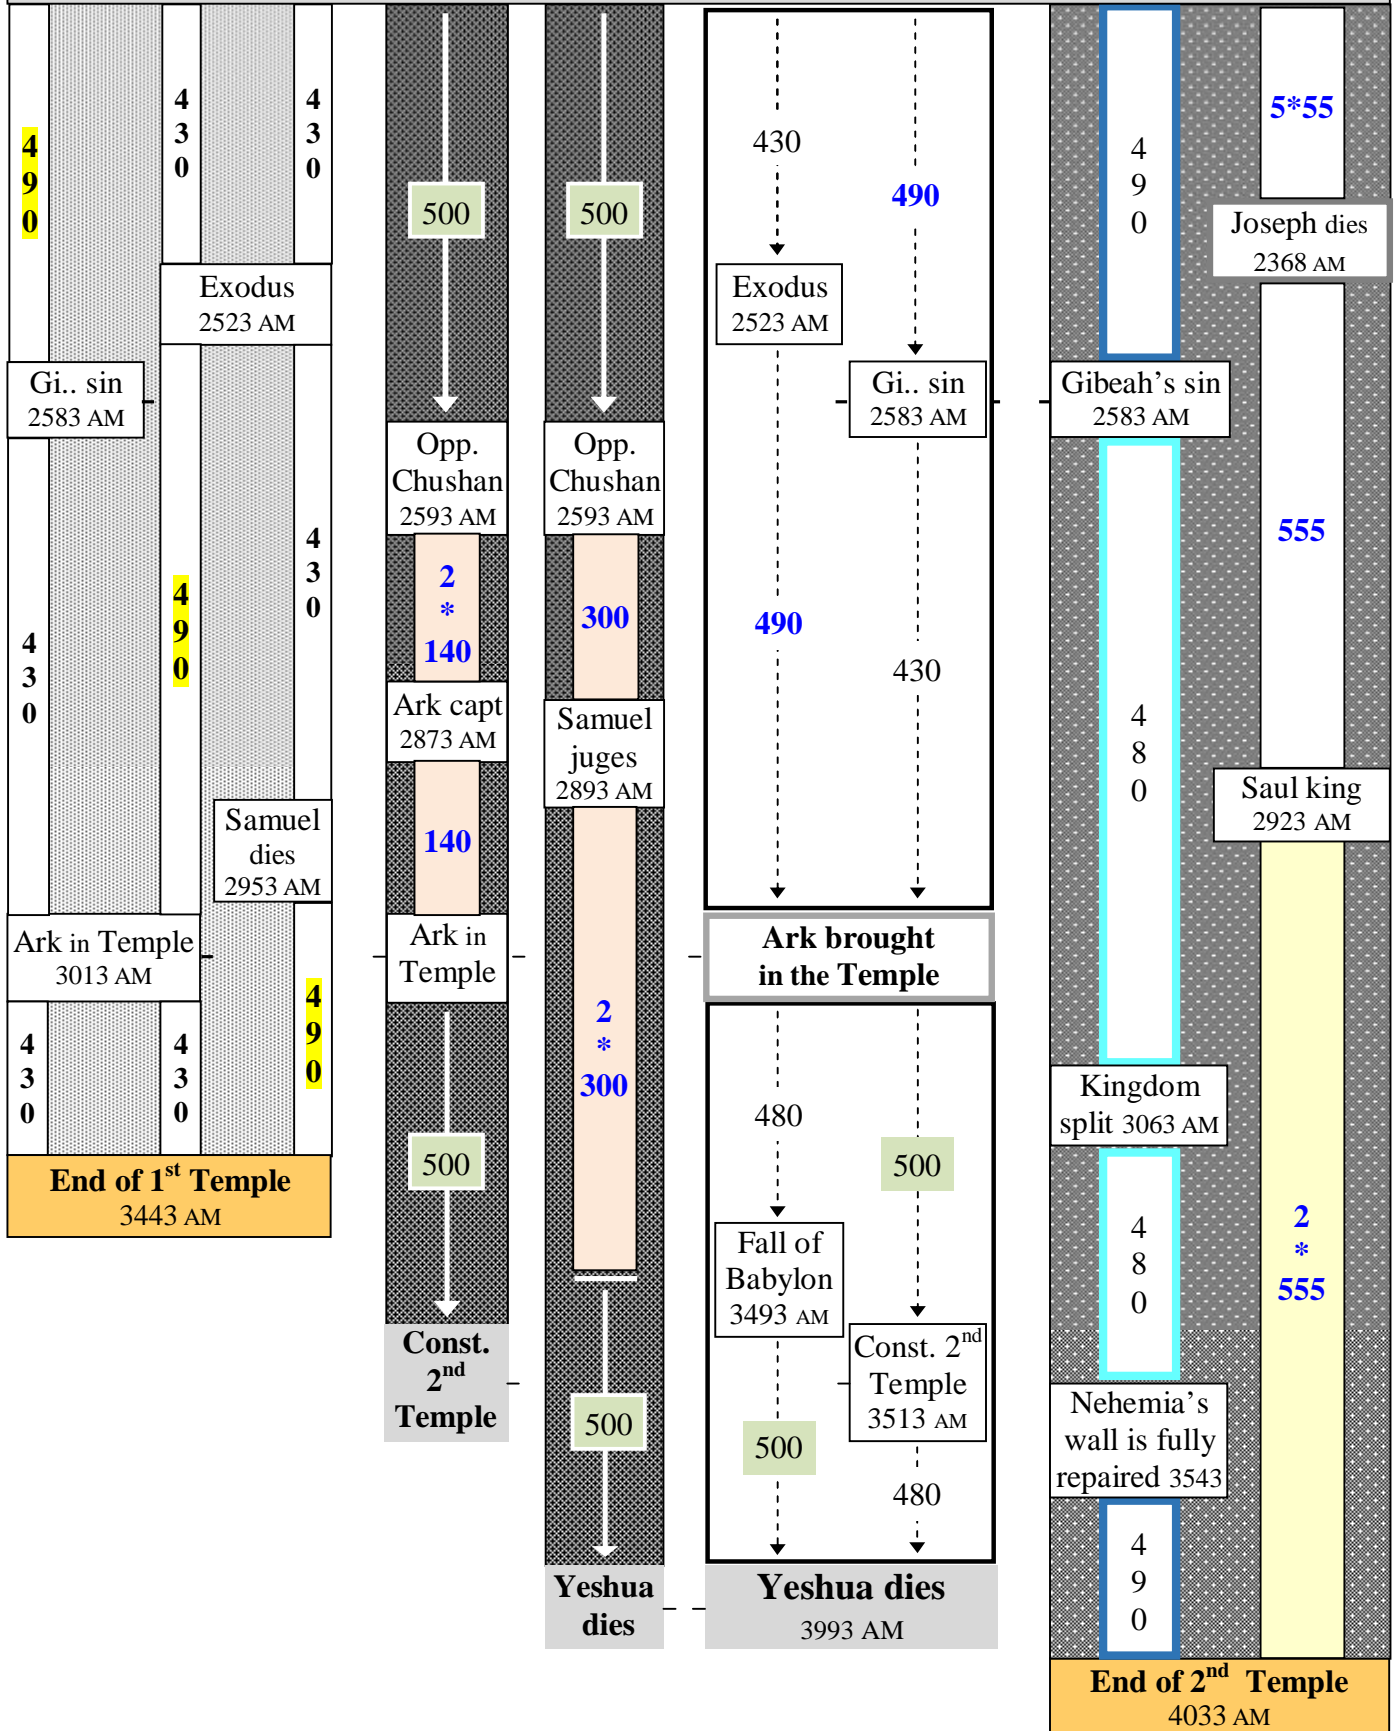 490
430
Exodus
2523 AM
430
Gi.. sin
2583 AM
430
490
430
Samuel
dies
2953 AM
Ark in Temple
3013 AM
430
430
490
End of 1st Temple
3443 AM
500
Opp.
Chushan
2593 AM
2
*
140
Ark capt
2873 AM
140
Ark in
Temple
500
Const.
2nd
Temple
500
Opp.
Chushan
2593 AM
300
Samuel
juges
2893 AM
2
*
300
500
Yeshua
dies
430
490
Exodus
2523 AM
Gi.. sin
2583 AM
490
430
Ark brought
in the Temple
480
500
Fall of
Babylon
3493 AM
Const. 2nd
Temple
3513 AM
500
480
Yeshua dies
3993 AM
490
Gibeah's sin
2583 AM
480
Kingdom
split 3063 AM
480
Nehemia's
wall is fully
repaired 3543
490
5*55
Joseph dies
2368 AM
555
Saul king
2923 AM
2
*
555
End of 2nd Temple
4033 AM